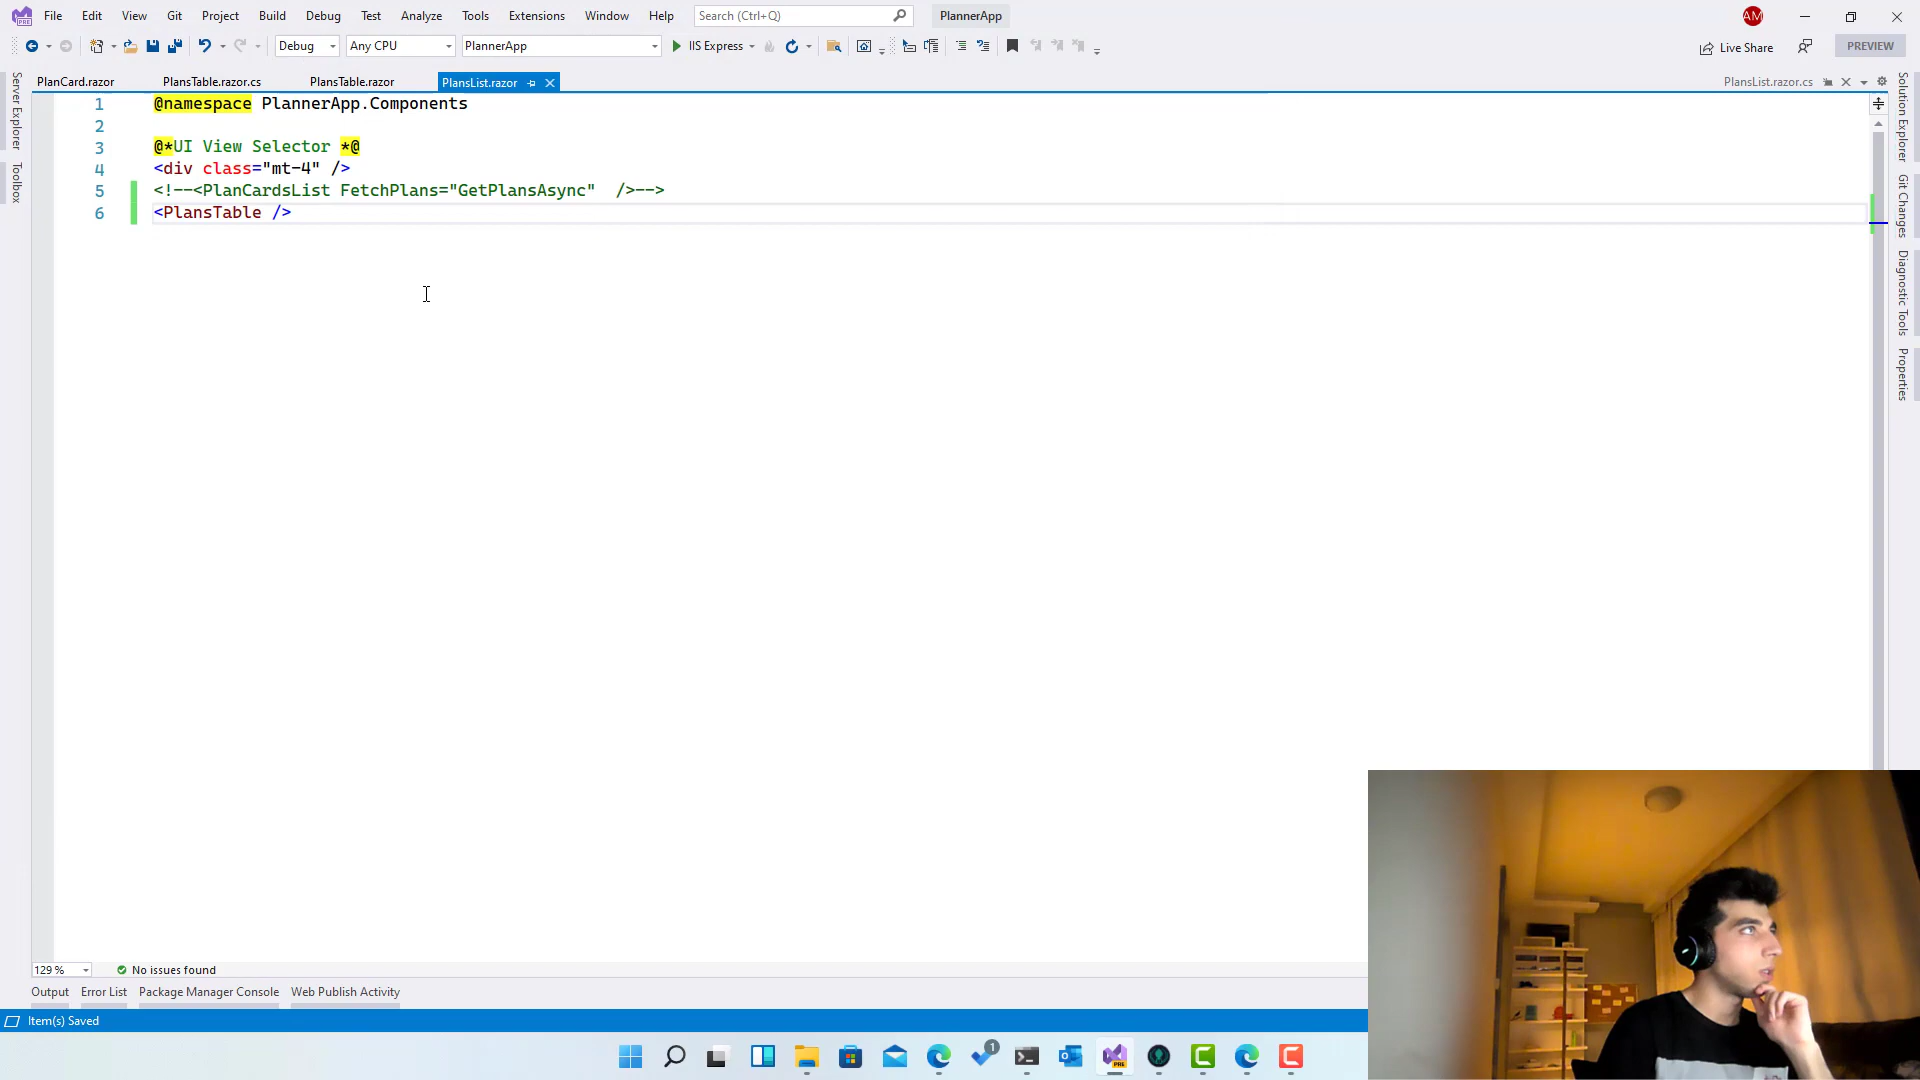 File Edit View Git Project Build Debug Test Analyze Tools Extensions Window Help Search (Ctrl+Q) PlannerApp AM
Debug Any CPU PlannerApp IIS Express Live Share PREVIEW
PlanCard.razor PlansTable.razor.cs PlansTable.razor PlansList.razor PlansList.razor.cs
Server Explorer
Toolbox
1 @namespace PlannerApp.Components
2
3 @*UI View Selector *@
4 <div class="mt-4" />
5 <!--<PlanCardsList FetchPlans="GetPlansAsync"  />-->
6 <PlansTable />
Solution Explorer
Git Changes
Diagnostic Tools
Properties
129 % No issues found
Output Error List Package Manager Console Web Publish Activity
Item(s) Saved
1
PRE